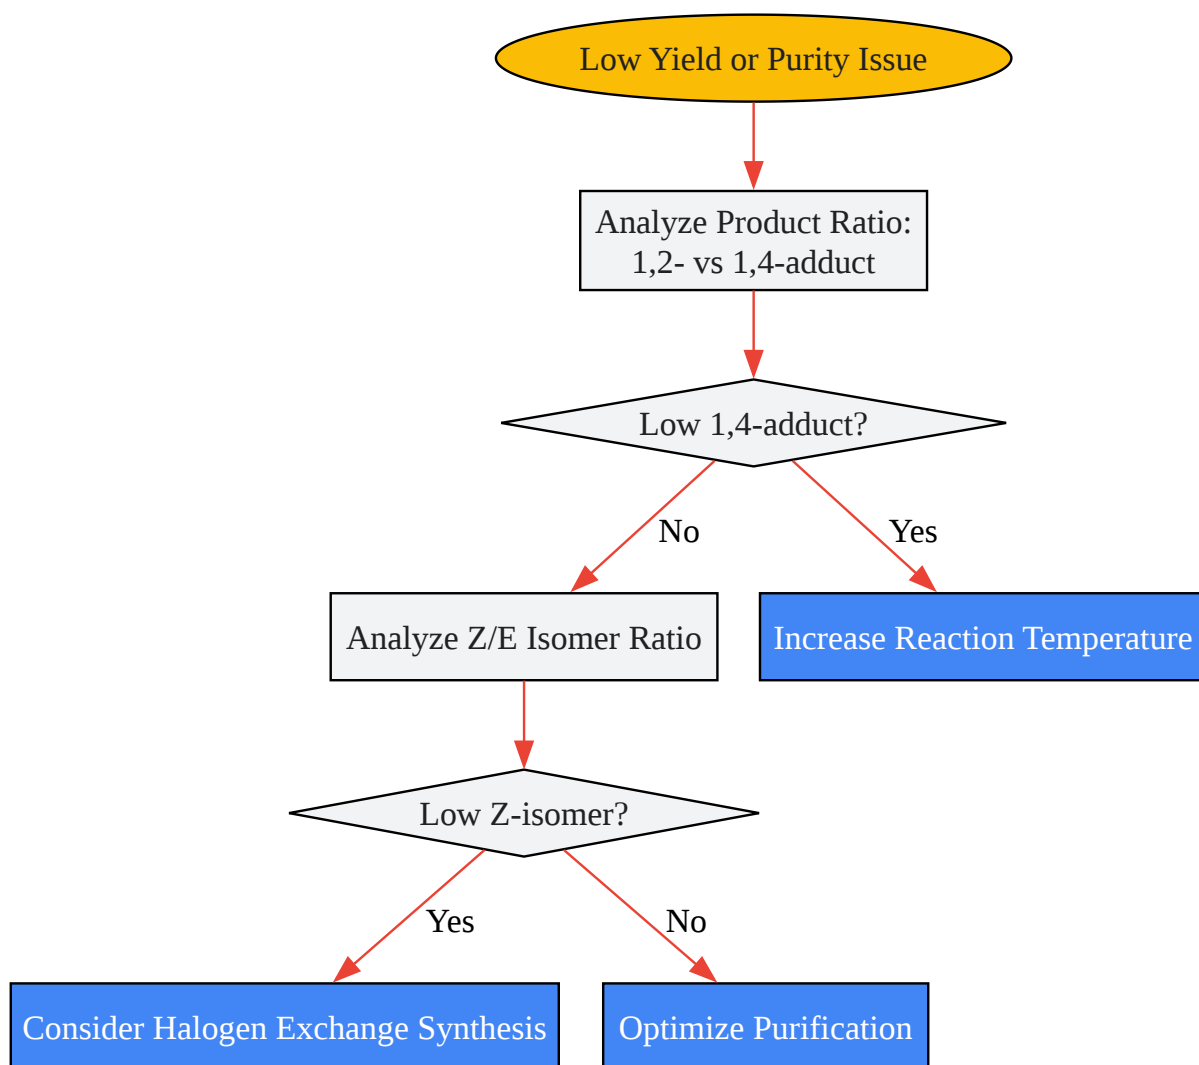 Low Yield or Purity Issue
Analyze Product Ratio:
1,2- vs 1,4-adduct
Low 1,4-adduct?
No
Yes
Analyze Z/E Isomer Ratio
Increase Reaction Temperature
Low Z-isomer?
Yes
No
Consider Halogen Exchange Synthesis
Optimize Purification